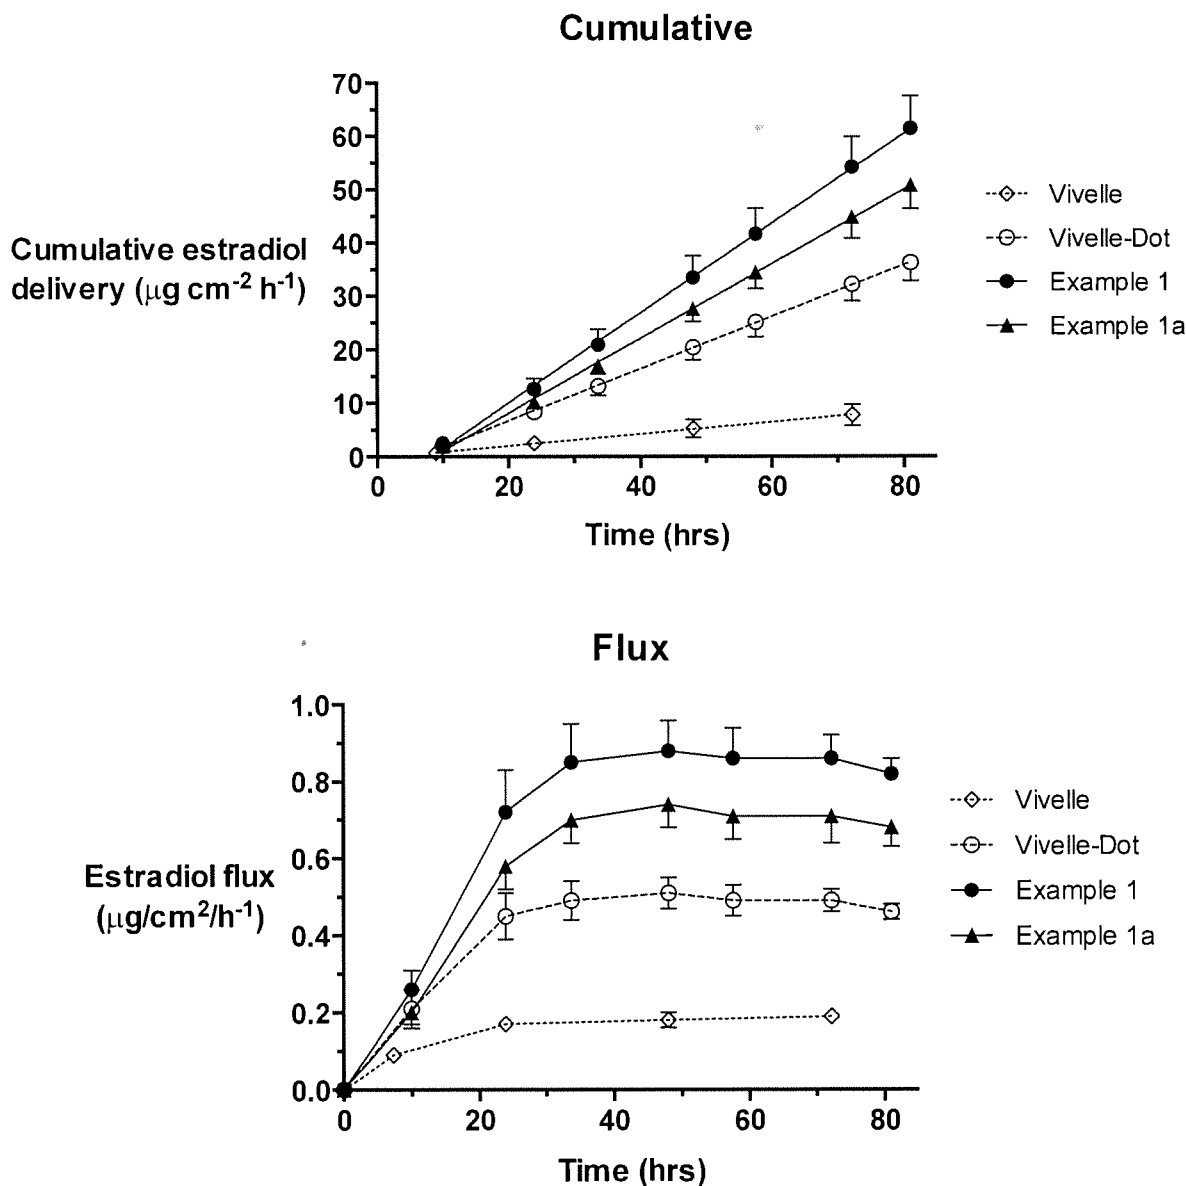 Cumulative
70
60
50
40
30
20
10
0
Cumulative estradiol
delivery (μg cm⁻² h⁻¹)
0 20 40 60 80
Time (hrs)
Vivelle
Vivelle-Dot
Example 1
Example 1a
Flux
1.0
0.8
0.6
0.4
0.2
0.0
Estradiol flux
(μg/cm²/h⁻¹)
0 20 40 60 80
Time (hrs)
Vivelle
Vivelle-Dot
Example 1
Example 1a